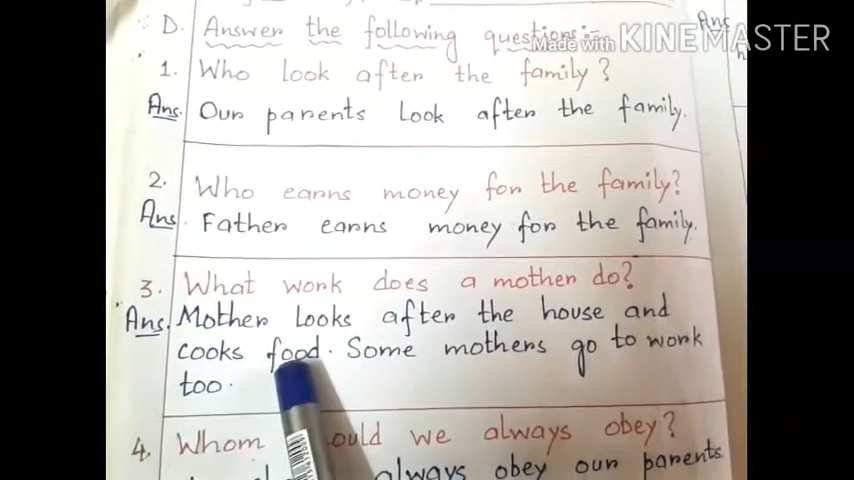 D. Answer the following questions:-
Ans
Made with KINEMASTER
1. Who look after the family?
Ans. Our parents Look after the family.
2. Who earns money for the family?
Ans. Father earns money for the family.
3. What work does a mother do?
Ans. Mother Looks after the house and
cooks food. Some mothers go to work
too.
4. Whom ould we always obey?
always obey our parents